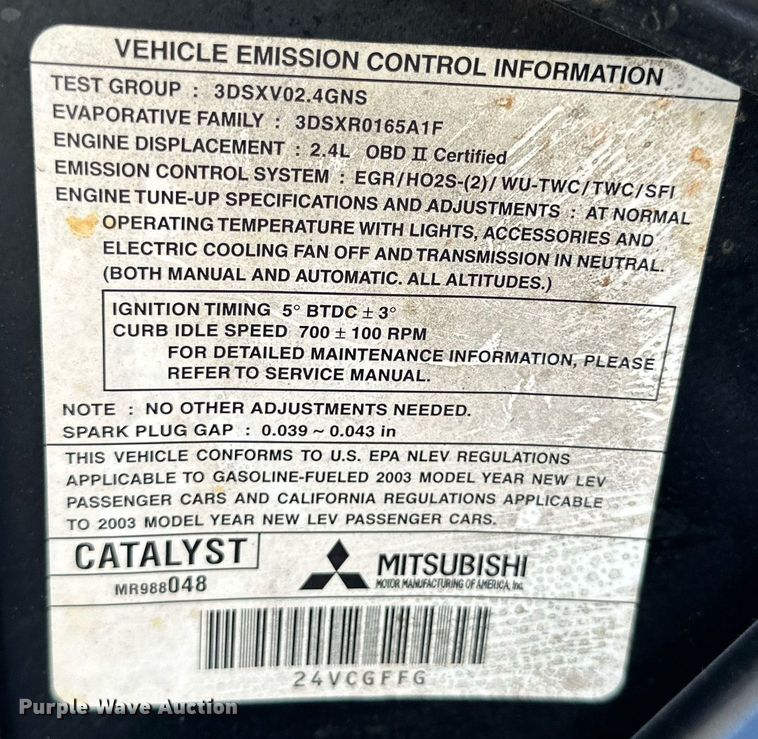 VEHICLE EMISSION CONTROL INFORMATION
TEST GROUP : 3DSXV02.4GNS
EVAPORATIVE FAMILY : 3DSXR0165A1F
ENGINE DISPLACEMENT : 2.4L OBD II Certified
EMISSION CONTROL SYSTEM : EGR/HO2S-(2)/WU-TWC/TWC/SFI
ENGINE TUNE-UP SPECIFICATIONS AND ADJUSTMENTS : AT NORMAL
OPERATING TEMPERATURE WITH LIGHTS, ACCESSORIES AND
ELECTRIC COOLING FAN OFF AND TRANSMISSION IN NEUTRAL.
(BOTH MANUAL AND AUTOMATIC. ALL ALTITUDES.)
IGNITION TIMING 5° BTDC ± 3°
CURB IDLE SPEED 700 ± 100 RPM
FOR DETAILED MAINTENANCE INFORMATION, PLEASE
REFER TO SERVICE MANUAL.
NOTE : NO OTHER ADJUSTMENTS NEEDED.
SPARK PLUG GAP : 0.039 ~ 0.043 in
THIS VEHICLE CONFORMS TO U.S. EPA NLEV REGULATIONS
APPLICABLE TO GASOLINE-FUELED 2003 MODEL YEAR NEW LEV
PASSENGER CARS AND CALIFORNIA REGULATIONS APPLICABLE
TO 2003 MODEL YEAR NEW LEV PASSENGER CARS.
CATALYST
MR988048
MITSUBISHI
MOTOR MANUFACTURING OF AMERICA, Inc.
24VCGFFG
Purple Wave Auction